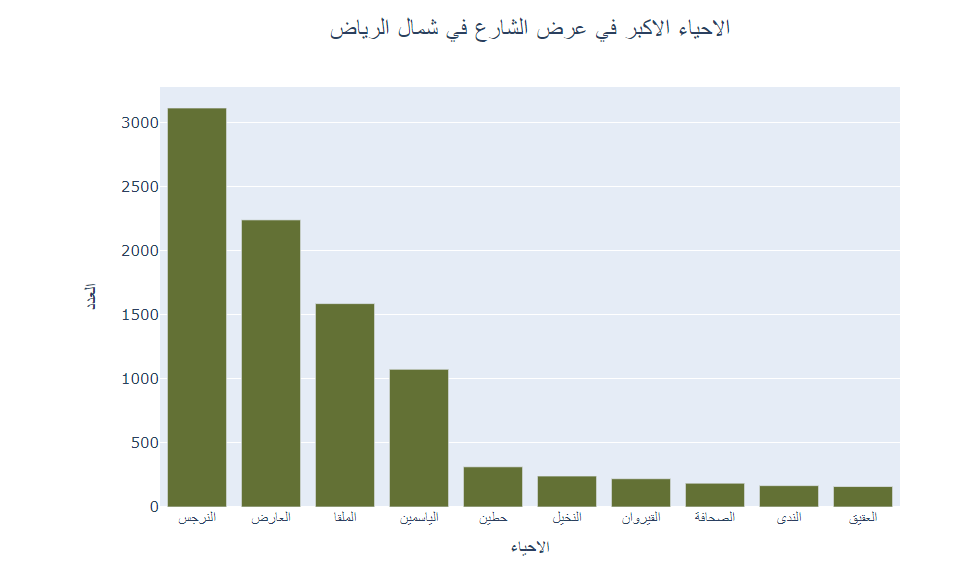 الاحياء الاكبر في عرض الشارع في شمال الرياض
العدد
3000
2500
2000
1500
1000
500
0
النرجس
العارض
الملقا
الياسمين
حطين
النخيل
القيروان
الصحافة
الندى
العقيق
الاحياء